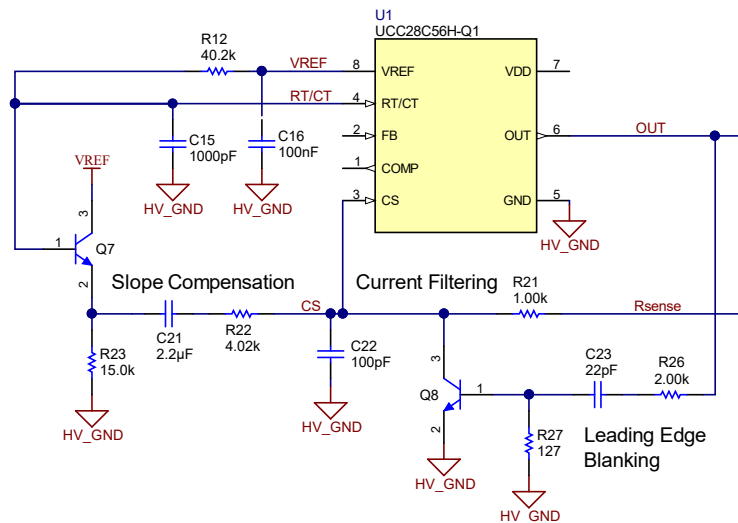 U1
UCC28C56H-Q1
R12
40.2k
VREF
8
VREF
VDD
7
RT/CT
4
RT/CT
2
FB
OUT
6
OUT
C15
1000pF
C16
100nF
1
COMP
VREF
3
CS
GND
5
HV_GND
HV_GND
HV_GND
3
1
Q7
2
Slope Compensation
Current Filtering
R21
1.00k
CS
Rsense
C21
2.2µF
R22
4.02k
C22
100pF
R23
15.0k
3
Q8
1
2
C23
22pF
R26
2.00k
HV_GND
HV_GND
R27
127
Leading Edge
Blanking
HV_GND
HV_GND